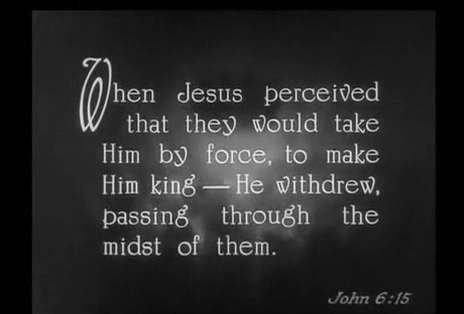 When Jesus perceived
that they would take
Him by force, to make
Him king — He withdrew,
passing through the
midst of them.
John 6:15